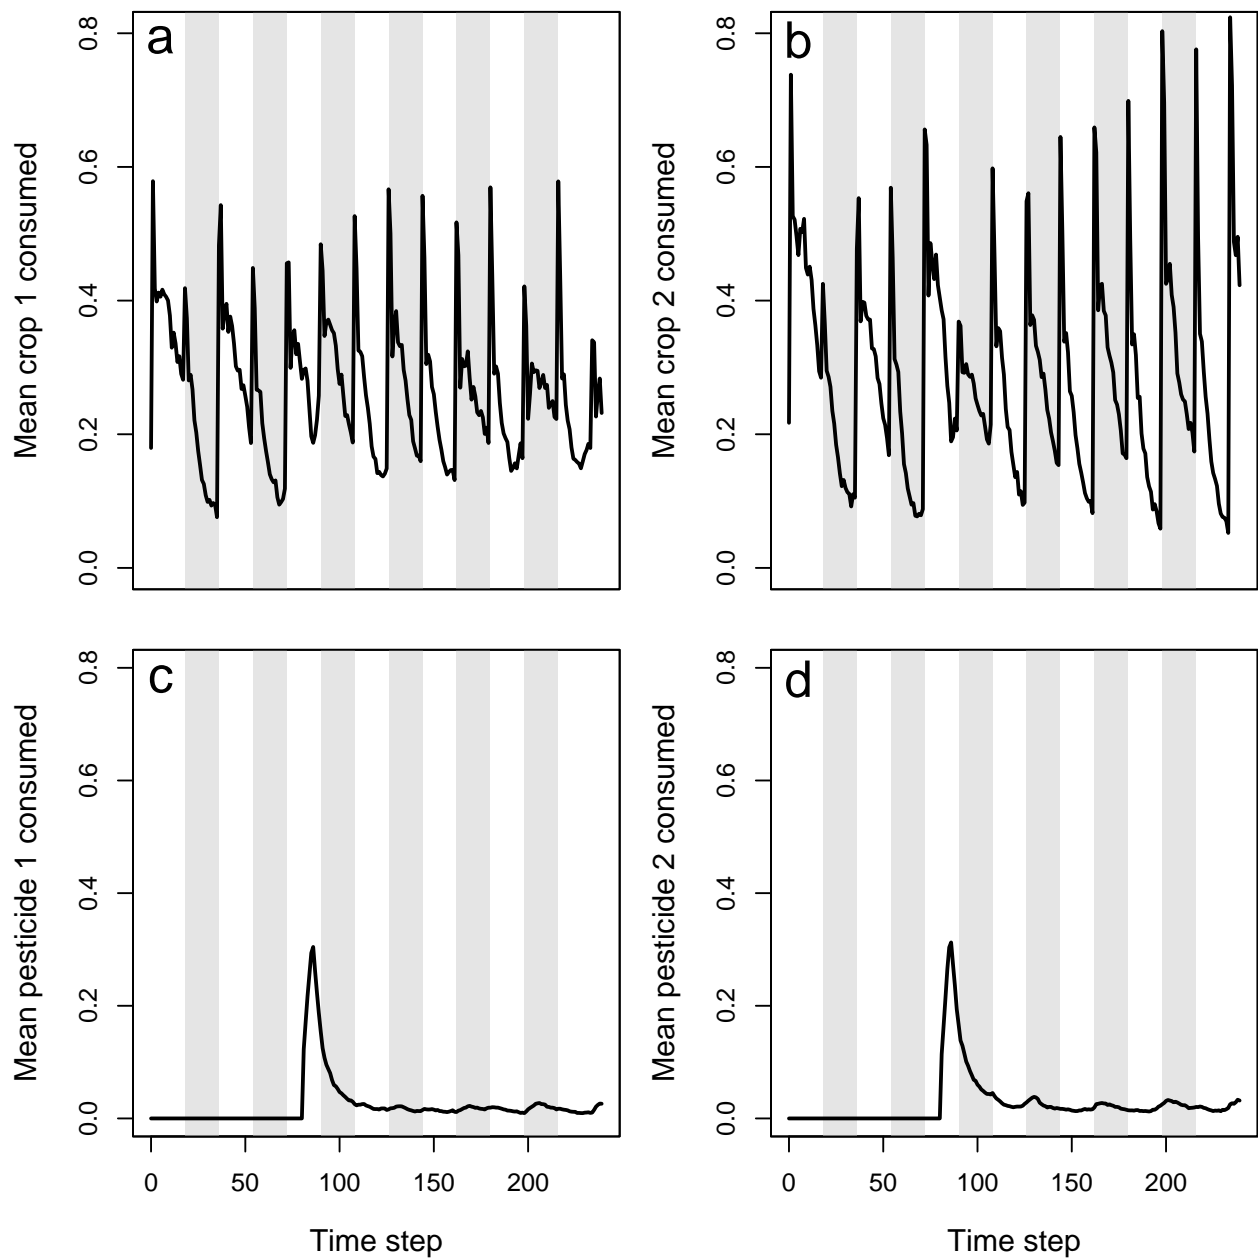 a
b
Mean crop 1 consumed
0.0 0.2 0.4 0.6 0.8
Mean crop 2 consumed
0.0 0.2 0.4 0.6 0.8
c
d
Mean pesticide 1 consumed
0.0 0.2 0.4 0.6 0.8
Mean pesticide 2 consumed
0.0 0.2 0.4 0.6 0.8
0 50 100 150 200
0 50 100 150 200
Time step
Time step